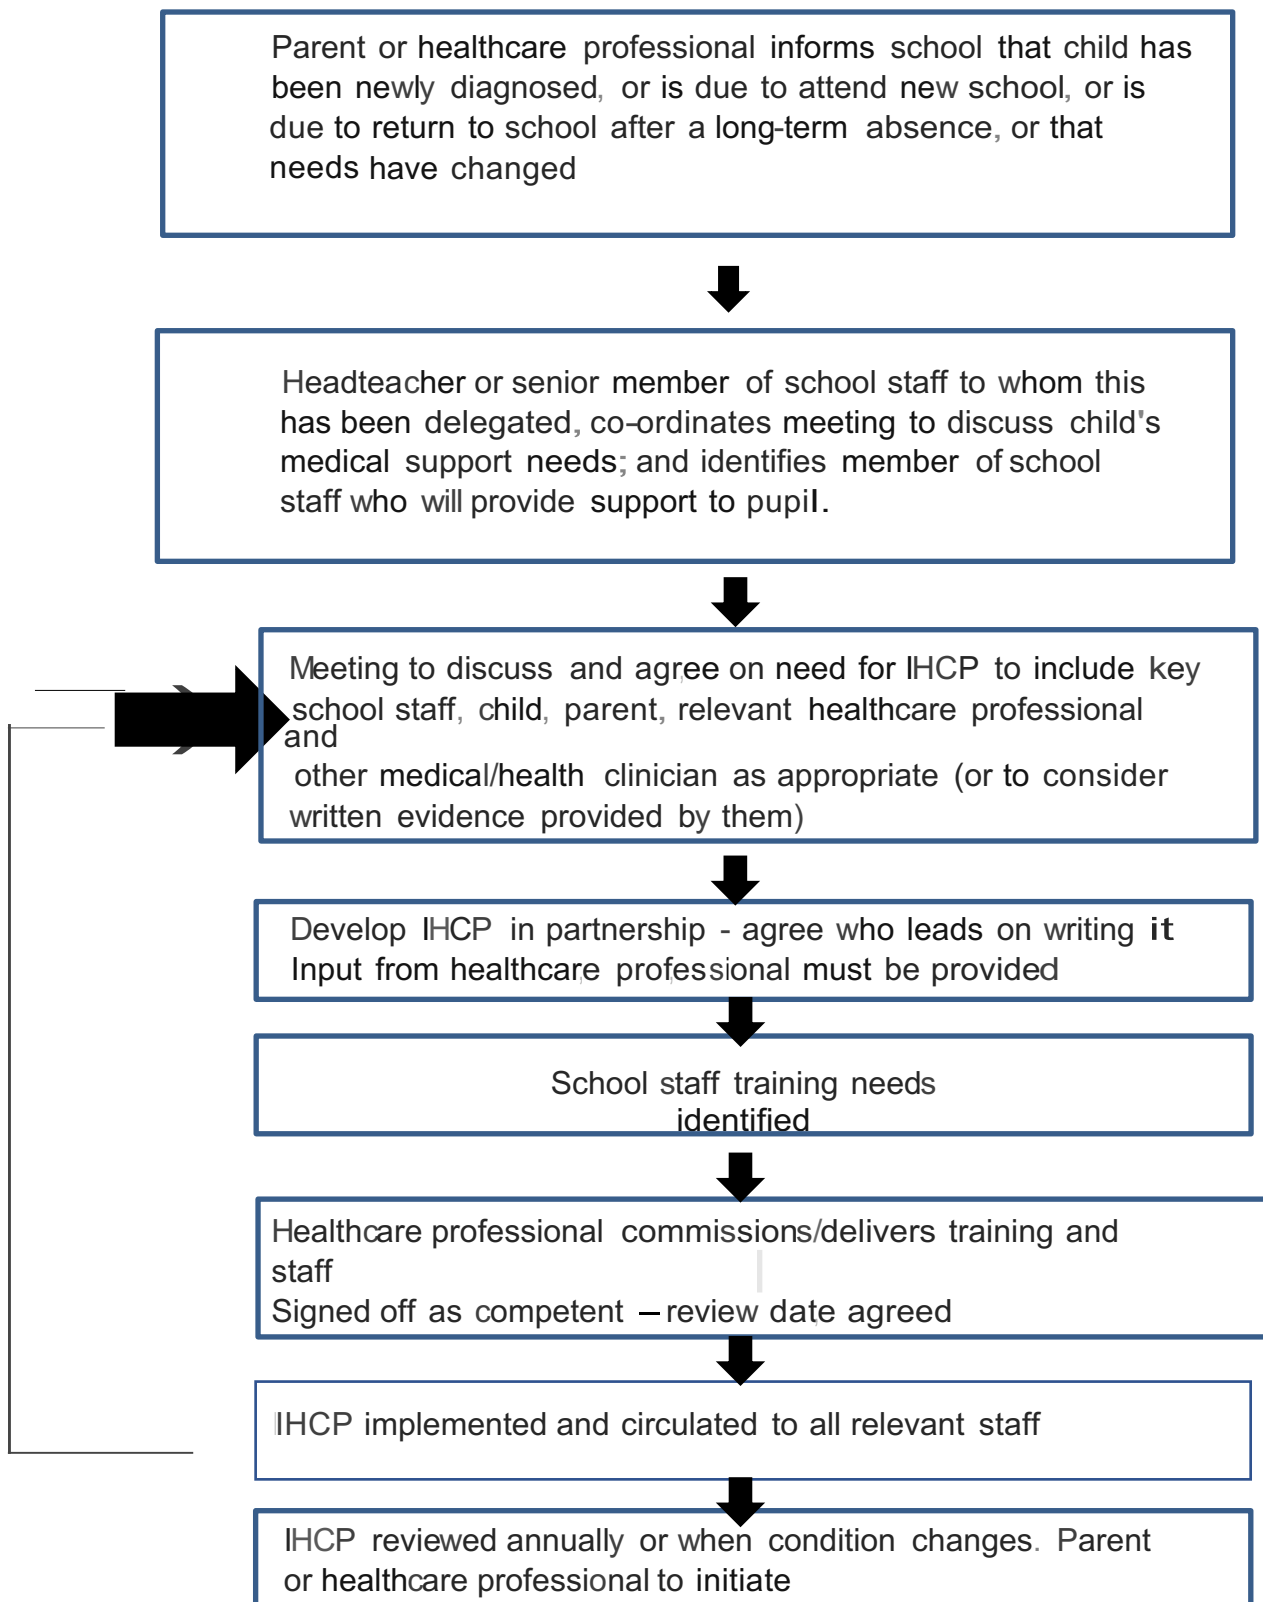 Parent or healthcare professional informs school that child has
been newly diagnosed, or is due to attend new school, or is
due to return to school after a long-term absence, or that
needs have changed
Headteacher or senior member of school staff to whom this
has been delegated, co-ordinates meeting to discuss child's
medical support needs; and identifies member of school
staff who will provide support to pupil.
Meeting to discuss and agree on need for IHCP to include key
school staff, child, parent, relevant healthcare professional
and
other medical/health clinician as appropriate (or to consider
written evidence provided by them)
Develop IHCP in partnership - agree who leads on writing it
Input from healthcare professional must be provided
School staff training needs
identified
Healthcare professional commissions/delivers training and
staff
Signed off as competent – review date agreed
IHCP implemented and circulated to all relevant staff
IHCP reviewed annually or when condition changes. Parent
or healthcare professional to initiate